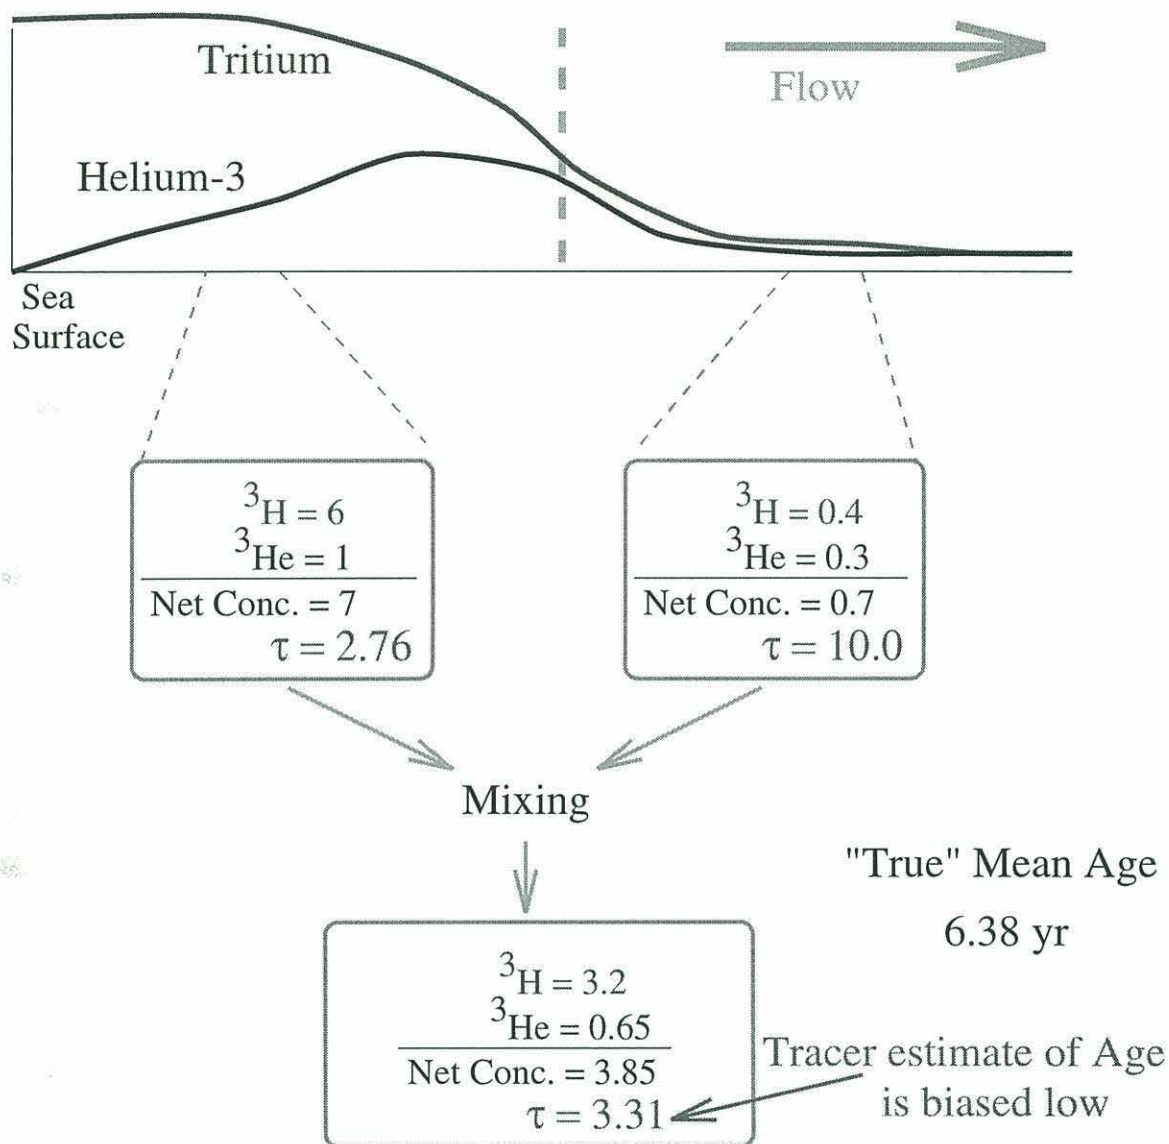 Tritium
Flow
Helium-3
Sea
Surface
³H = 6
³He = 1
Net Conc. = 7
τ = 2.76
³H = 0.4
³He = 0.3
Net Conc. = 0.7
τ = 10.0
Mixing
"True" Mean Age
6.38 yr
³H = 3.2
³He = 0.65
Net Conc. = 3.85
τ = 3.31
Tracer estimate of Age
is biased low